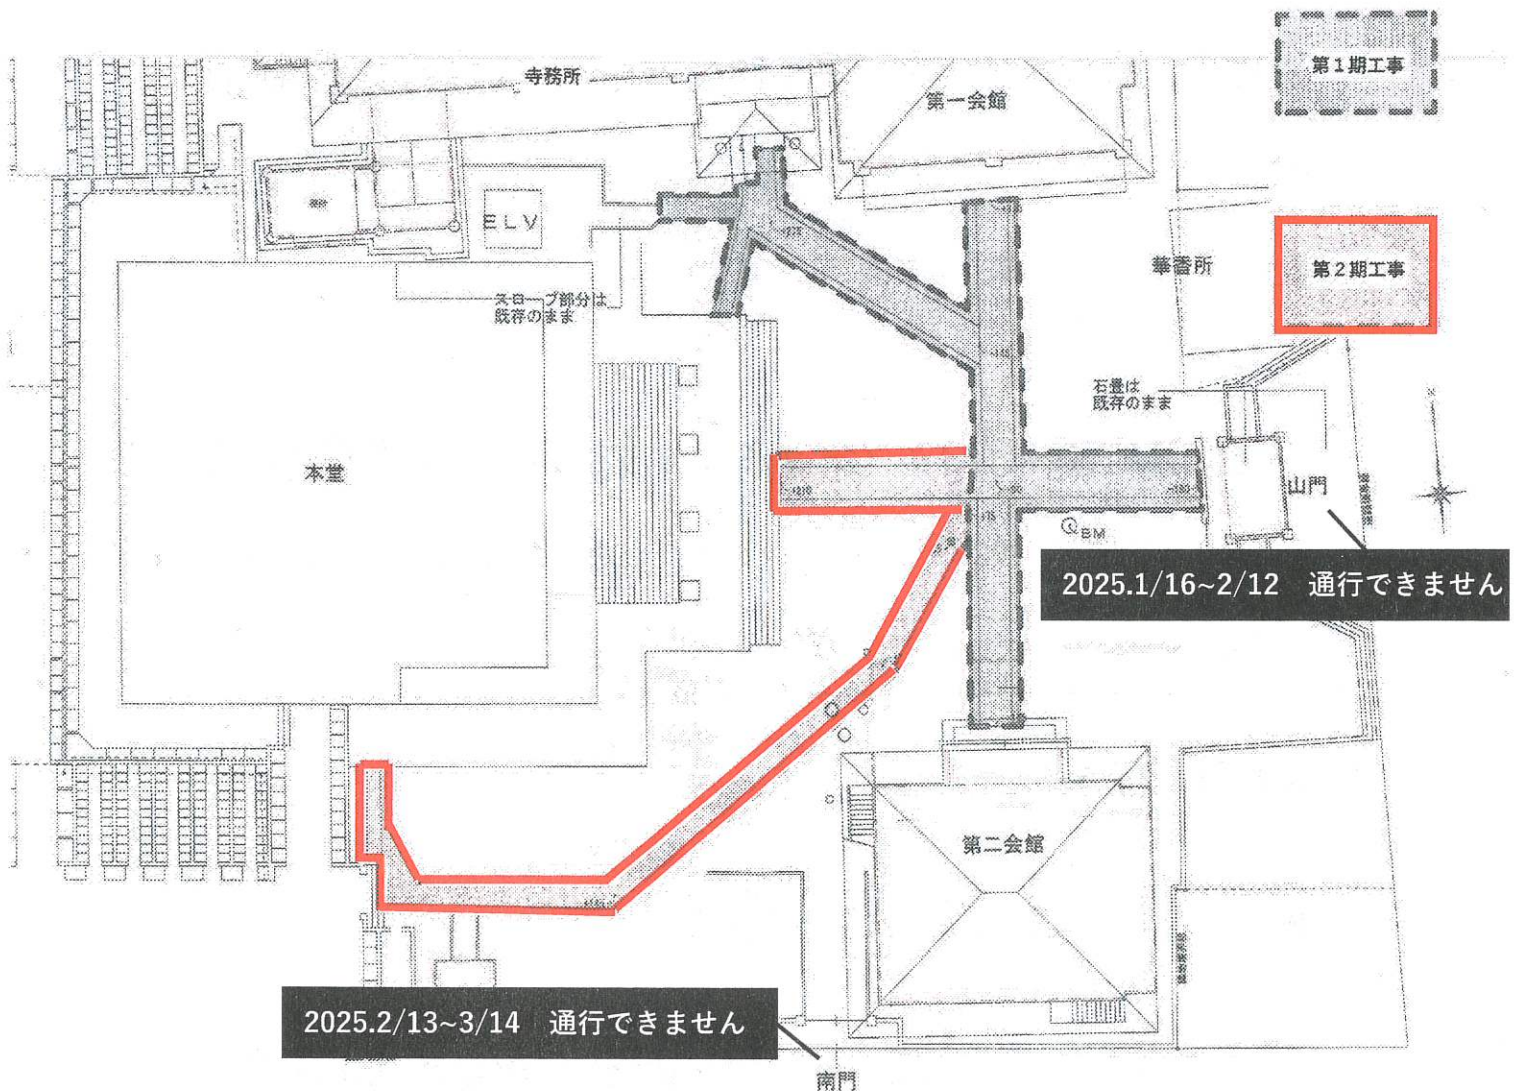 第1期工事
寺務所
第一会館
ELV
華香所
第2期工事
スロープ部分は
既存のまま
石畳は
既存のまま
本堂
山門
BM
2025.1/16~2/12　通行できません
第二会館
2025.2/13~3/14　通行できません
南門